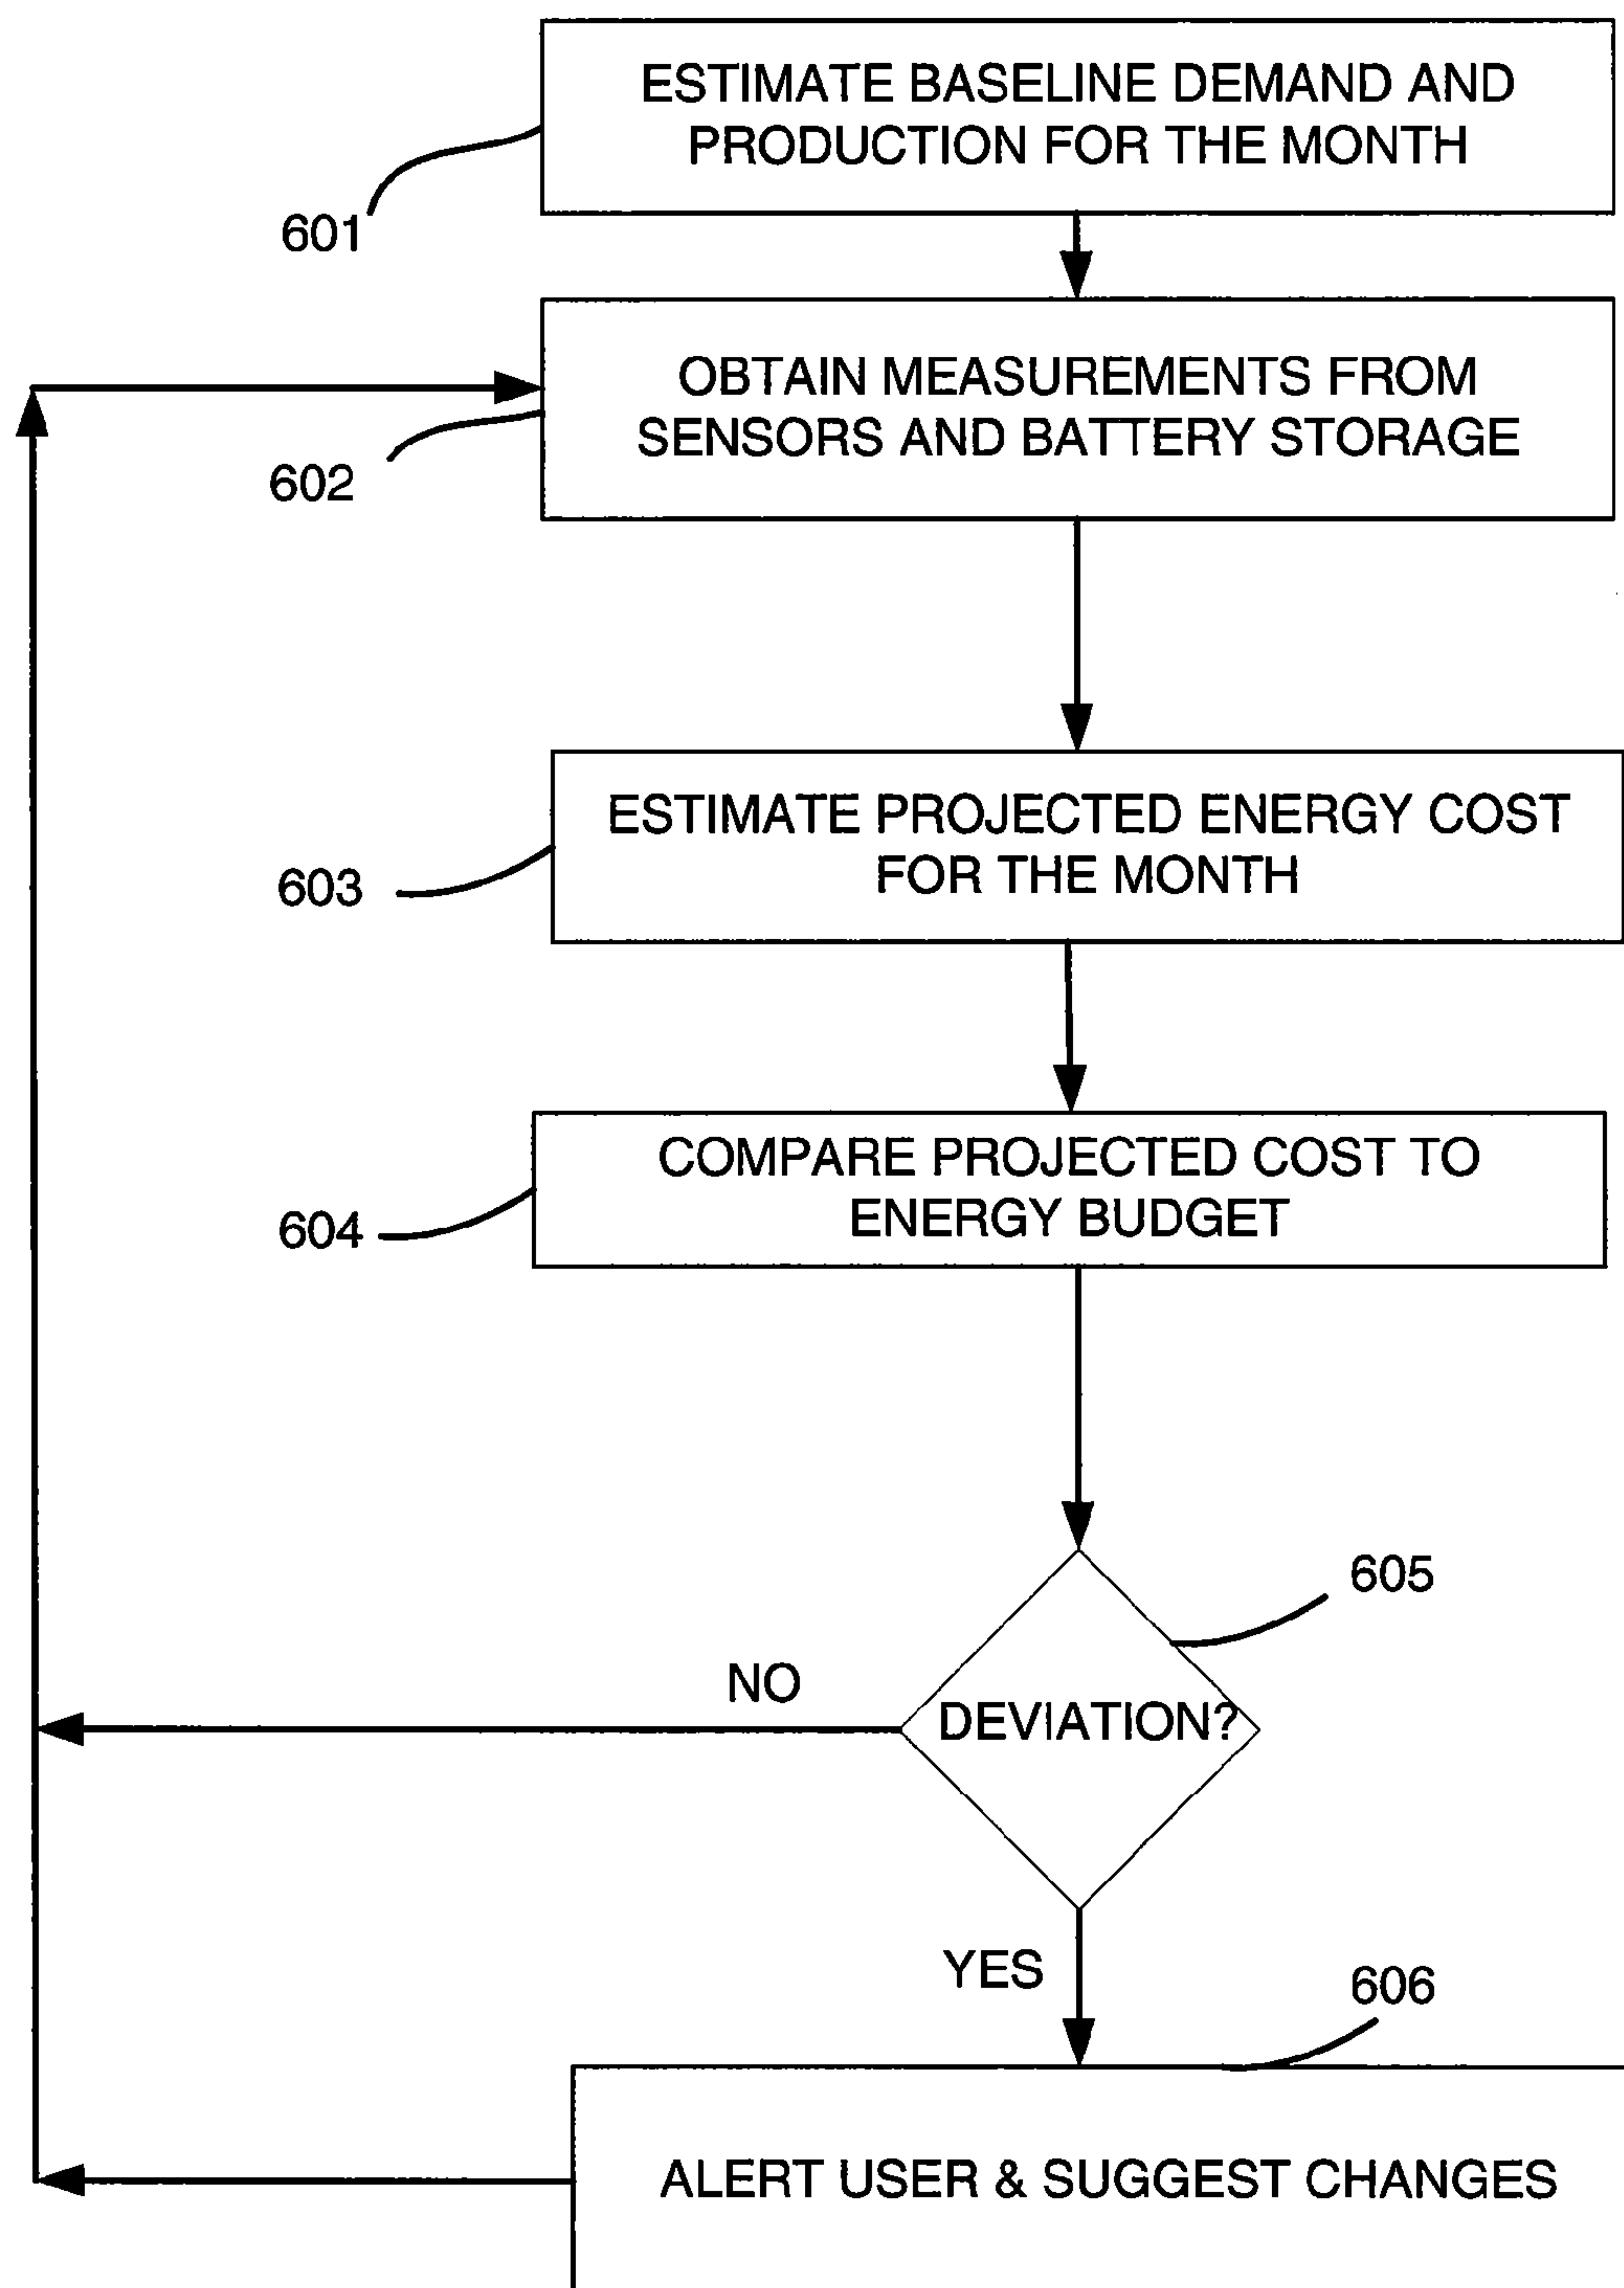 ESTIMATE BASELINE DEMAND AND
PRODUCTION FOR THE MONTH
601
OBTAIN MEASUREMENTS FROM
SENSORS AND BATTERY STORAGE
602
ESTIMATE PROJECTED ENERGY COST
FOR THE MONTH
603
COMPARE PROJECTED COST TO
ENERGY BUDGET
604
605
NO
DEVIATION?
YES
606
ALERT USER & SUGGEST CHANGES